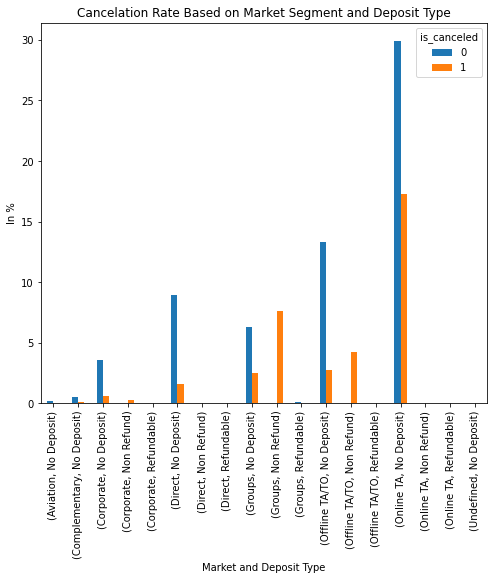 Cancelation Rate Based on Market Segment and Deposit Type
is_canceled
0
1
30
25
20
15
10
5
0
In %
(Aviation, No Deposit)
(Complementary, No Deposit)
(Corporate, No Deposit)
(Corporate, Non Refund)
(Corporate, Refundable)
(Direct, No Deposit)
(Direct, Non Refund)
(Direct, Refundable)
(Groups, No Deposit)
(Groups, Non Refund)
(Groups, Refundable)
(Offline TA/TO, No Deposit)
(Offline TA/TO, Non Refund)
(Offline TA/TO, Refundable)
(Online TA, No Deposit)
(Online TA, Non Refund)
(Online TA, Refundable)
(Undefined, No Deposit)
Market and Deposit Type